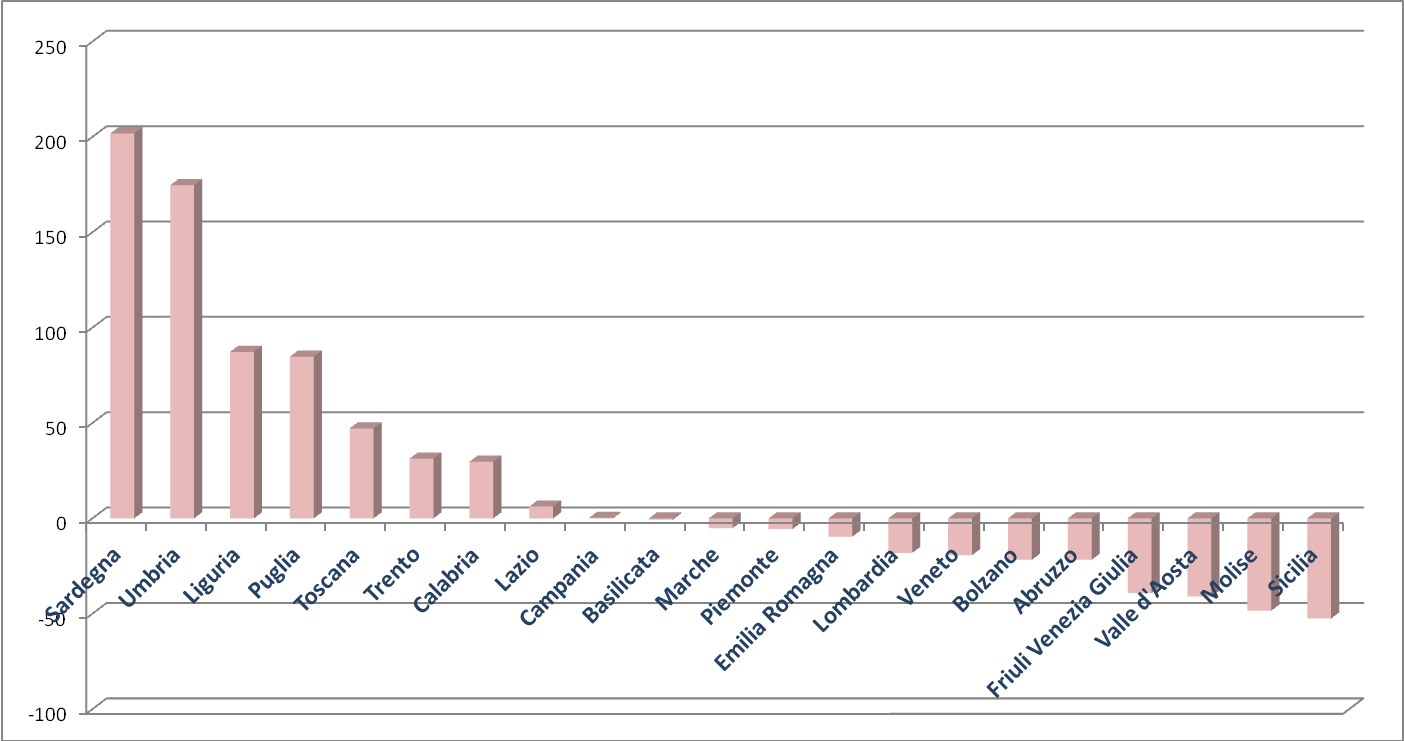 250
200
150
100
50
0
-50
-100
Sardegna
Umbria
Liguria
Puglia
Toscana
Trento
Calabria
Lazio
Campania
Basilicata
Marche
Piemonte
Emilia Romagna
Lombardia
Veneto
Bolzano
Abruzzo
Friuli Venezia Giulia
Valle d'Aosta
Molise
Sicilia